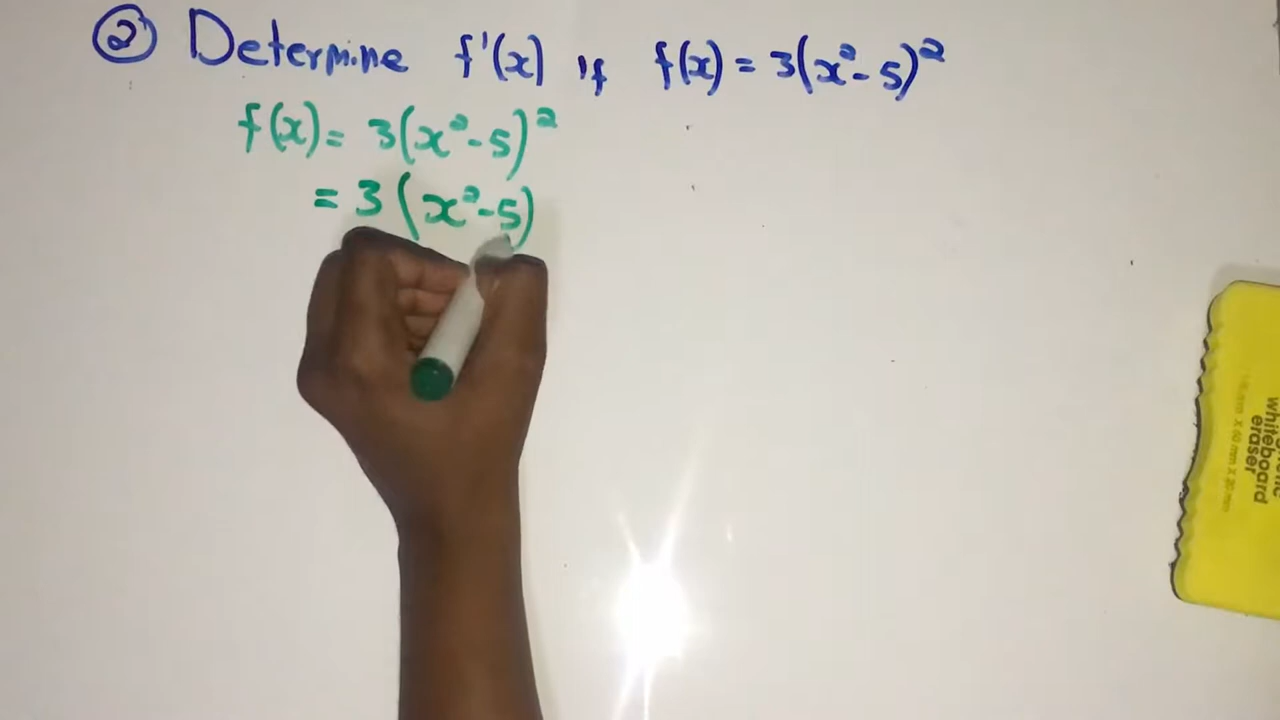 ② Determine f'(x) if f(x) = 3(x²-5)²
f(x) = 3(x²-5)²
= 3(x²-5)
whiteboard
eraser